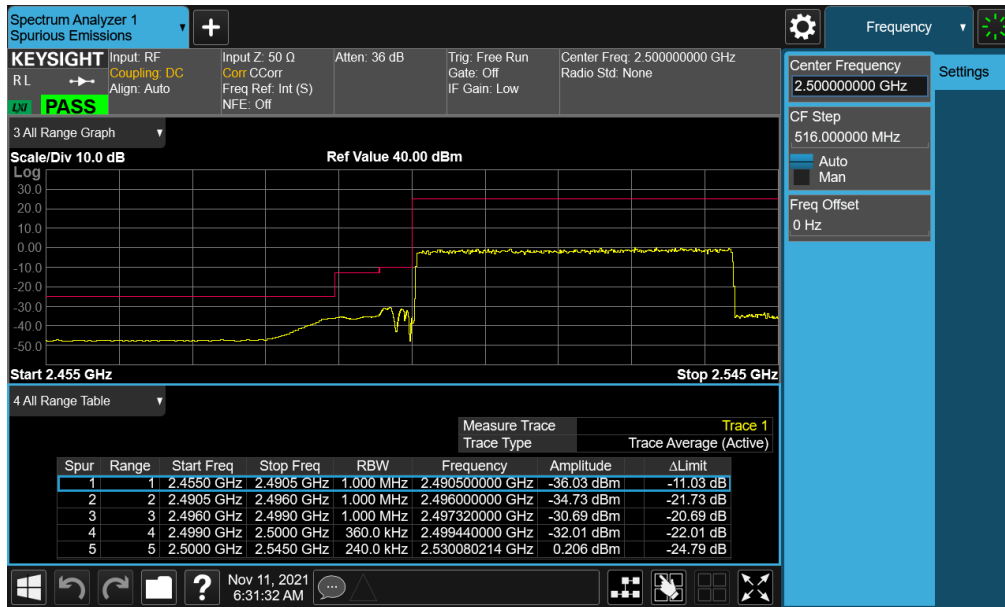 Spectrum Analyzer 1
Spurious Emissions
+
Frequency
KEYSIGHT
R L
LXI PASS
Input: RF
Coupling: DC
Align: Auto
Input Z: 50 Ω
Corr CCorr
Freq Ref: Int (S)
NFE: Off
Atten: 36 dB
Trig: Free Run
Gate: Off
IF Gain: Low
Center Freq: 2.500000000 GHz
Radio Std: None
Center Frequency
2.500000000 GHz
Settings
CF Step
516.000000 MHz
Auto
Man
Freq Offset
0 Hz
3 All Range Graph
Scale/Div 10.0 dB Ref Value 40.00 dBm
Log
30.0
20.0
10.0
0.00
-10.0
-20.0
-30.0
-40.0
-50.0
Start 2.455 GHz Stop 2.545 GHz
4 All Range Table
Measure Trace Trace 1
Trace Type Trace Average (Active)
Spur Range Start Freq Stop Freq RBW Frequency Amplitude ΔLimit
1 1 2.4550 GHz 2.4905 GHz 1.000 MHz 2.490500000 GHz -36.03 dBm -11.03 dB
2 2 2.4905 GHz 2.4960 GHz 1.000 MHz 2.496000000 GHz -34.73 dBm -21.73 dB
3 3 2.4960 GHz 2.4990 GHz 1.000 MHz 2.497320000 GHz -30.69 dBm -20.69 dB
4 4 2.4990 GHz 2.5000 GHz 360.0 kHz 2.499440000 GHz -32.01 dBm -22.01 dB
5 5 2.5000 GHz 2.5450 GHz 240.0 kHz 2.530080214 GHz 0.206 dBm -24.79 dB
?
Nov 11, 2021
6:31:32 AM